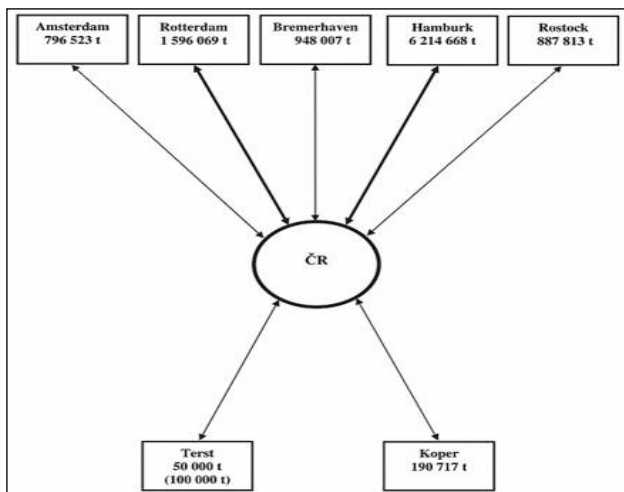 Amsterdam
796 523 t
Rotterdam
1 596 069 t
Bremerhaven
948 007 t
Hamburk
6 214 668 t
Rostock
887 813 t
ČR
Terst
50 000 t
(100 000 t)
Koper
190 717 t